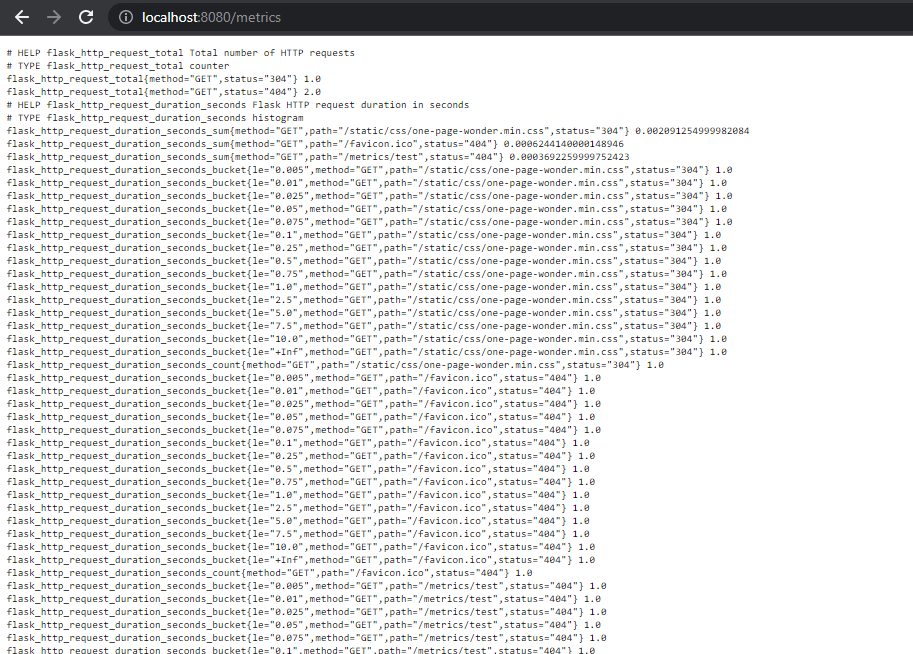 localhost:8080/metrics
# HELP flask_http_request_total Total number of HTTP requests
# TYPE flask_http_request_total counter
flask_http_request_total{method="GET",status="304"} 1.0
flask_http_request_total{method="GET",status="404"} 2.0
# HELP flask_http_request_duration_seconds Flask HTTP request duration in seconds
# TYPE flask_http_request_duration_seconds histogram
flask_http_request_duration_seconds_sum{method="GET",path="/static/css/one-page-wonder.min.css",status="304"} 0.002091254999982084
flask_http_request_duration_seconds_sum{method="GET",path="/favicon.ico",status="404"} 0.0006244140000148946
flask_http_request_duration_seconds_sum{method="GET",path="/metrics/test",status="404"} 0.0003692259999752423
flask_http_request_duration_seconds_bucket{le="0.005",method="GET",path="/static/css/one-page-wonder.min.css",status="304"} 1.0
flask_http_request_duration_seconds_bucket{le="0.01",method="GET",path="/static/css/one-page-wonder.min.css",status="304"} 1.0
flask_http_request_duration_seconds_bucket{le="0.025",method="GET",path="/static/css/one-page-wonder.min.css",status="304"} 1.0
flask_http_request_duration_seconds_bucket{le="0.05",method="GET",path="/static/css/one-page-wonder.min.css",status="304"} 1.0
flask_http_request_duration_seconds_bucket{le="0.075",method="GET",path="/static/css/one-page-wonder.min.css",status="304"} 1.0
flask_http_request_duration_seconds_bucket{le="0.1",method="GET",path="/static/css/one-page-wonder.min.css",status="304"} 1.0
flask_http_request_duration_seconds_bucket{le="0.25",method="GET",path="/static/css/one-page-wonder.min.css",status="304"} 1.0
flask_http_request_duration_seconds_bucket{le="0.5",method="GET",path="/static/css/one-page-wonder.min.css",status="304"} 1.0
flask_http_request_duration_seconds_bucket{le="0.75",method="GET",path="/static/css/one-page-wonder.min.css",status="304"} 1.0
flask_http_request_duration_seconds_bucket{le="1.0",method="GET",path="/static/css/one-page-wonder.min.css",status="304"} 1.0
flask_http_request_duration_seconds_bucket{le="2.5",method="GET",path="/static/css/one-page-wonder.min.css",status="304"} 1.0
flask_http_request_duration_seconds_bucket{le="5.0",method="GET",path="/static/css/one-page-wonder.min.css",status="304"} 1.0
flask_http_request_duration_seconds_bucket{le="7.5",method="GET",path="/static/css/one-page-wonder.min.css",status="304"} 1.0
flask_http_request_duration_seconds_bucket{le="10.0",method="GET",path="/static/css/one-page-wonder.min.css",status="304"} 1.0
flask_http_request_duration_seconds_bucket{le="+Inf",method="GET",path="/static/css/one-page-wonder.min.css",status="304"} 1.0
flask_http_request_duration_seconds_count{method="GET",path="/static/css/one-page-wonder.min.css",status="304"} 1.0
flask_http_request_duration_seconds_bucket{le="0.005",method="GET",path="/favicon.ico",status="404"} 1.0
flask_http_request_duration_seconds_bucket{le="0.01",method="GET",path="/favicon.ico",status="404"} 1.0
flask_http_request_duration_seconds_bucket{le="0.025",method="GET",path="/favicon.ico",status="404"} 1.0
flask_http_request_duration_seconds_bucket{le="0.05",method="GET",path="/favicon.ico",status="404"} 1.0
flask_http_request_duration_seconds_bucket{le="0.075",method="GET",path="/favicon.ico",status="404"} 1.0
flask_http_request_duration_seconds_bucket{le="0.1",method="GET",path="/favicon.ico",status="404"} 1.0
flask_http_request_duration_seconds_bucket{le="0.25",method="GET",path="/favicon.ico",status="404"} 1.0
flask_http_request_duration_seconds_bucket{le="0.5",method="GET",path="/favicon.ico",status="404"} 1.0
flask_http_request_duration_seconds_bucket{le="0.75",method="GET",path="/favicon.ico",status="404"} 1.0
flask_http_request_duration_seconds_bucket{le="1.0",method="GET",path="/favicon.ico",status="404"} 1.0
flask_http_request_duration_seconds_bucket{le="2.5",method="GET",path="/favicon.ico",status="404"} 1.0
flask_http_request_duration_seconds_bucket{le="5.0",method="GET",path="/favicon.ico",status="404"} 1.0
flask_http_request_duration_seconds_bucket{le="7.5",method="GET",path="/favicon.ico",status="404"} 1.0
flask_http_request_duration_seconds_bucket{le="10.0",method="GET",path="/favicon.ico",status="404"} 1.0
flask_http_request_duration_seconds_bucket{le="+Inf",method="GET",path="/favicon.ico",status="404"} 1.0
flask_http_request_duration_seconds_count{method="GET",path="/favicon.ico",status="404"} 1.0
flask_http_request_duration_seconds_bucket{le="0.005",method="GET",path="/metrics/test",status="404"} 1.0
flask_http_request_duration_seconds_bucket{le="0.01",method="GET",path="/metrics/test",status="404"} 1.0
flask_http_request_duration_seconds_bucket{le="0.025",method="GET",path="/metrics/test",status="404"} 1.0
flask_http_request_duration_seconds_bucket{le="0.05",method="GET",path="/metrics/test",status="404"} 1.0
flask_http_request_duration_seconds_bucket{le="0.075",method="GET",path="/metrics/test",status="404"} 1.0
flask_http_request_duration_seconds_bucket{le="0.1",method="GET",path="/metrics/test",status="404"} 1.0